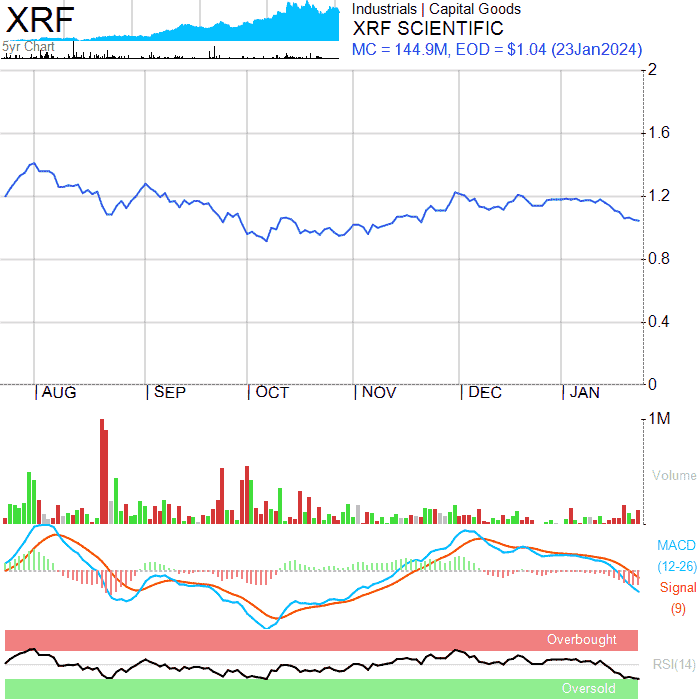 XRF
5yr Chart
Industrials | Capital Goods
XRF SCIENTIFIC
MC = 144.9M, EOD = $1.04 (23Jan2024)
2
1.6
1.2
0.8
0.4
0
AUG
SEP
OCT
NOV
DEC
JAN
1M
Volume
MACD
(12-26)
Signal
(9)
Overbought
RSI(14)
Oversold